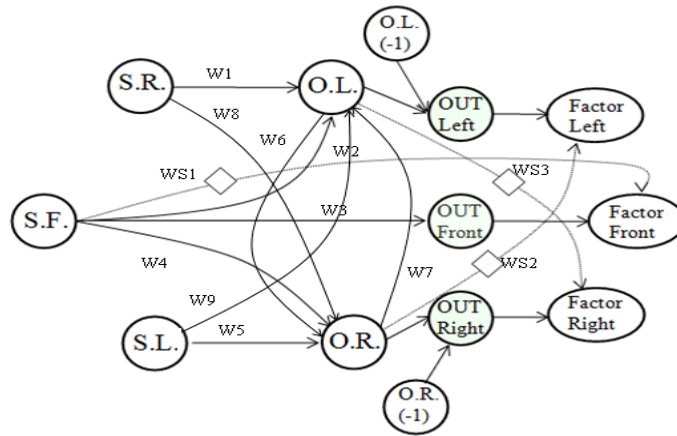 O.L.
(-1)
S.R.
W1
O.L.
OUT
Left
Factor
Left
W8
W6
W2
WS1
WS3
S.F.
W3
OUT
Front
Factor
Front
W4
W7
WS2
W9
S.L.
W5
O.R.
OUT
Right
Factor
Right
O.R.
(-1)